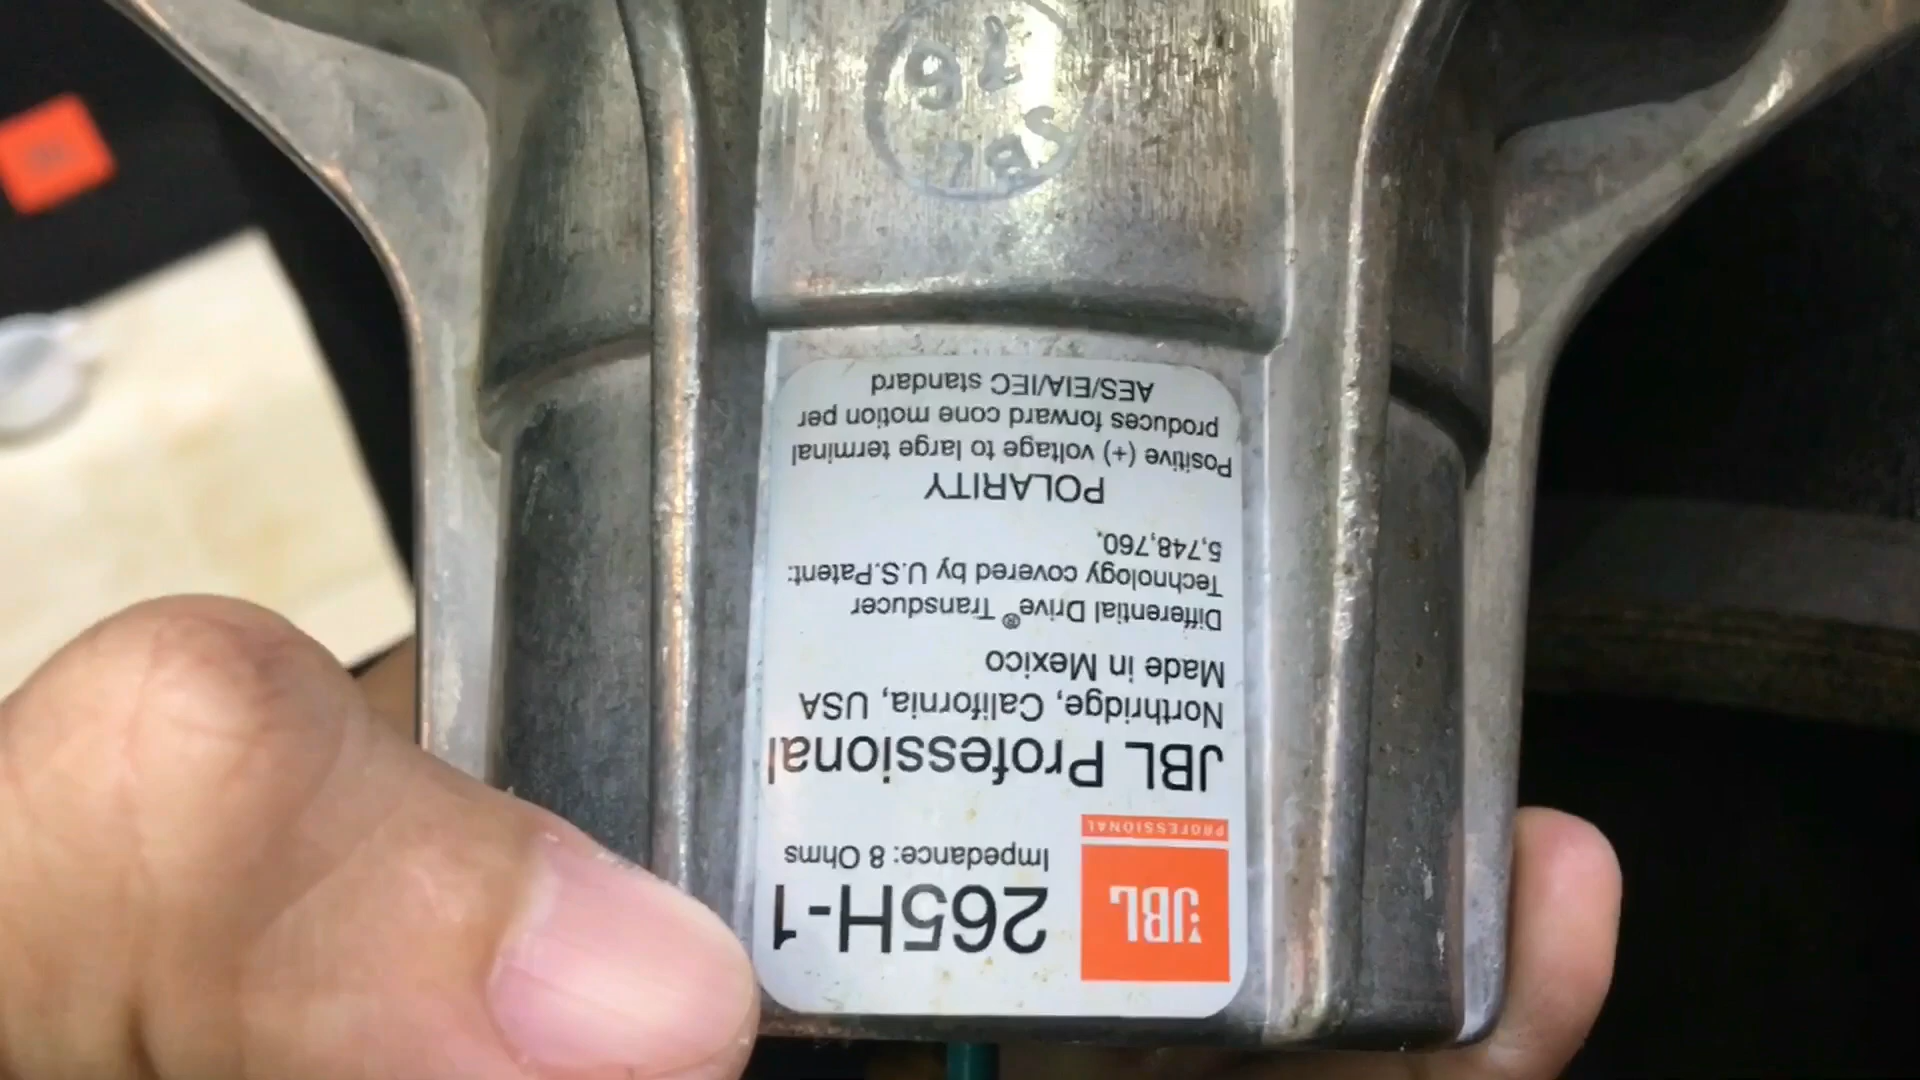 265H-1
Impedance: 8 Ohms
JBL
PROFESSIONAL
JBL Professional
Northridge, California, USA
Made in Mexico
Differential Drive® Transducer
Technology covered by U.S.Patent:
5,748,760.
POLARITY
Positive (+) voltage to large terminal
produces forward cone motion per
AES/EIA/IEC standard